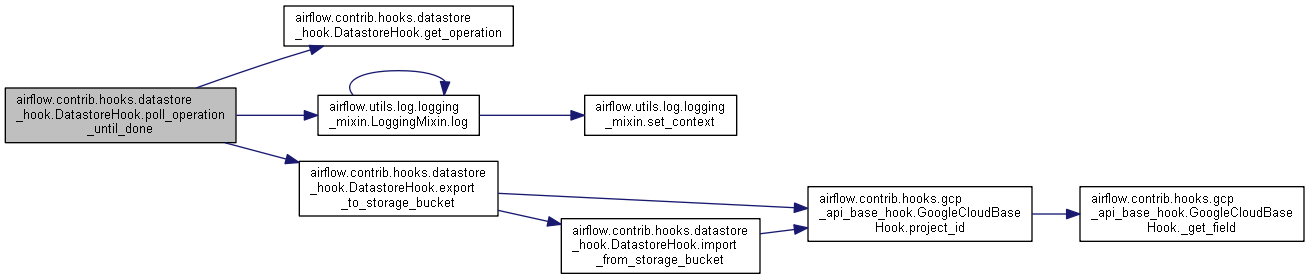 airflow.contrib.hooks.datastore
_hook.DatastoreHook.get_operation
airflow.contrib.hooks.datastore
_hook.DatastoreHook.poll_operation
_until_done
airflow.utils.log.logging
_mixin.LoggingMixin.log
airflow.utils.log.logging
_mixin.set_context
airflow.contrib.hooks.datastore
_hook.DatastoreHook.export
_to_storage_bucket
airflow.contrib.hooks.gcp
_api_base_hook.GoogleCloudBase
Hook.project_id
airflow.contrib.hooks.gcp
_api_base_hook.GoogleCloudBase
Hook._get_field
airflow.contrib.hooks.datastore
_hook.DatastoreHook.import
_from_storage_bucket